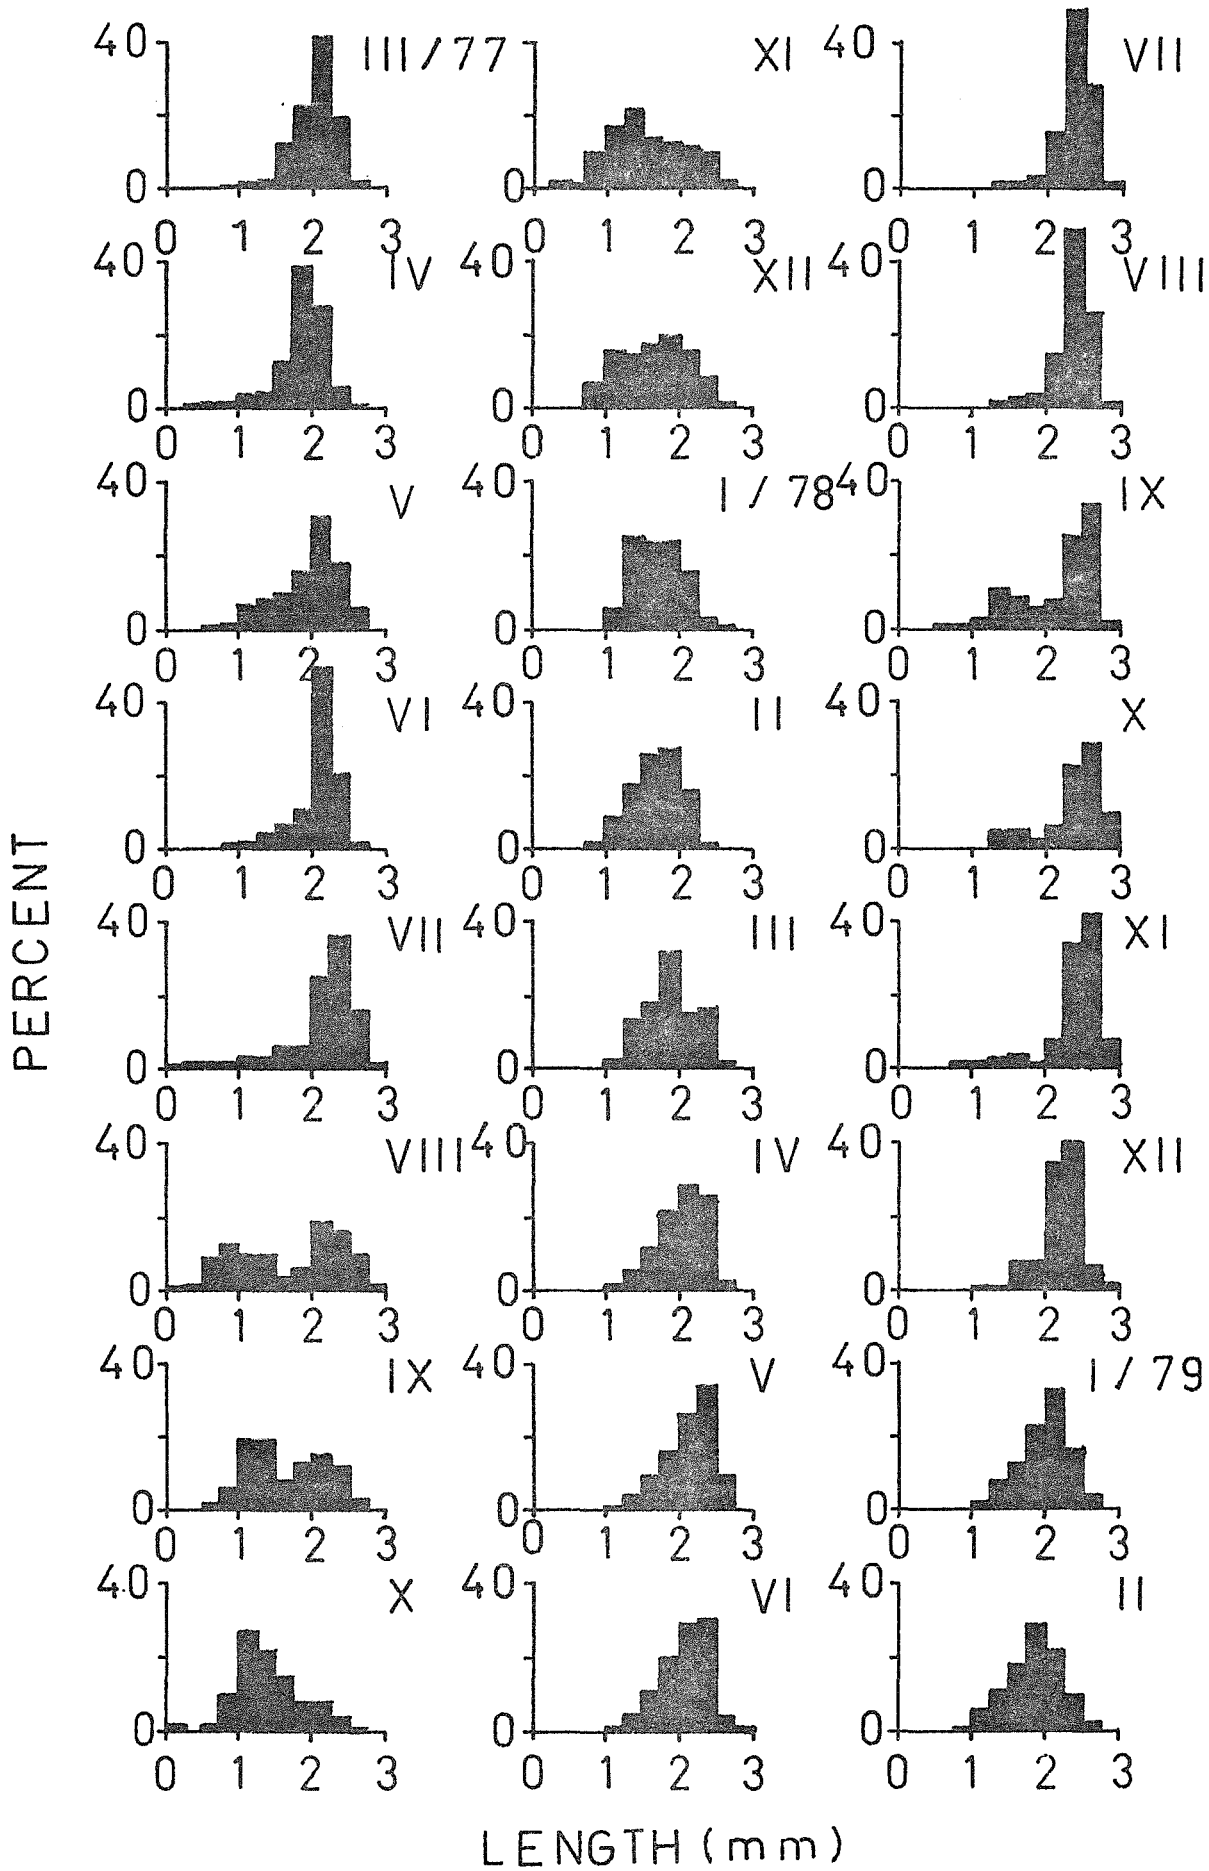 40 III/77 XI 40 VII
0 0 0
0 1 2 3 0 1 2 3 0 1 2 3
40 IV 40 XII 40 VIII
0 0 0
0 1 2 3 0 1 2 3 0 1 2 3
40 V 40 I/78 40 IX
0 0 0
0 1 2 3 0 1 2 3 0 1 2 3
40 VI 40 II 40 X
0 0 0
0 1 2 3 0 1 2 3 0 1 2 3
PERCENT
40 VII 40 III 40 XI
0 0 0
0 1 2 3 0 1 2 3 0 1 2 3
40 VIII 40 IV 40 XII
0 0 0
0 1 2 3 0 1 2 3 0 1 2 3
40 IX 40 V 40 I/79
0 0 0
0 1 2 3 0 1 2 3 0 1 2 3
40 X 40 VI 40 II
0 0 0
0 1 2 3 0 1 2 3 0 1 2 3
LENGTH (mm)